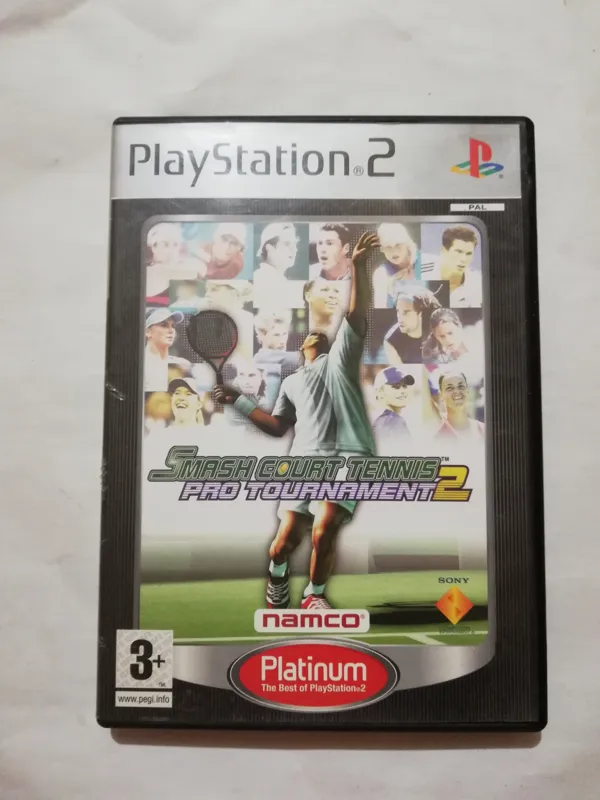 PlayStation®2
PAL
SMASH COURT TENNIS™
PRO TOURNAMENT 2
SONY
namco®
3+
www.pegi.info
Platinum
The Best of PlayStation®2